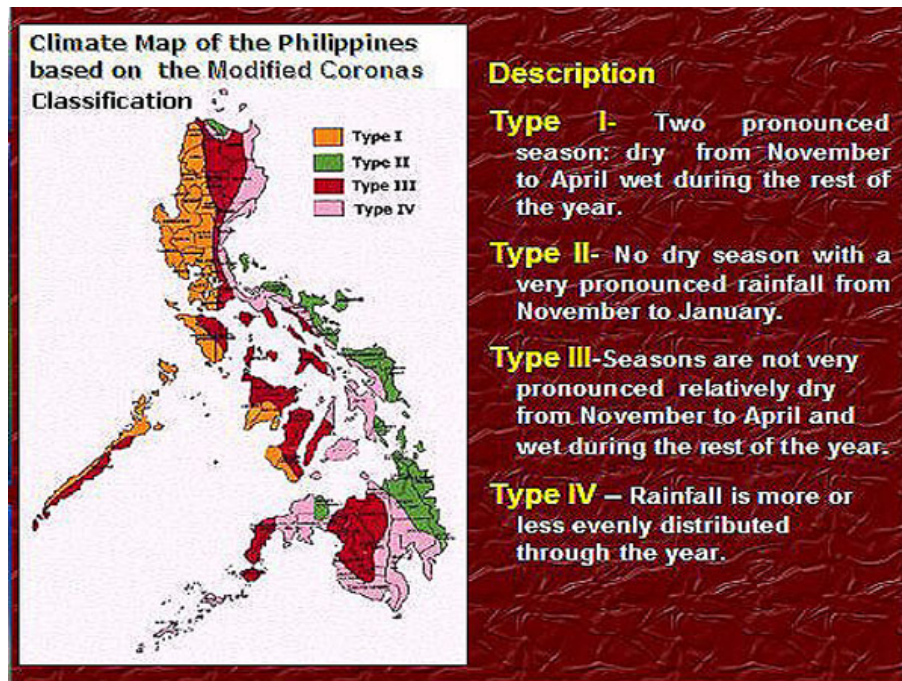 Climate Map of the Philippines
based on the Modified Coronas
Classification
Type I
Type II
Type III
Type IV
Description
Type I- Two pronounced
season: dry from November
to April wet during the rest of
the year.
Type II- No dry season with a
very pronounced rainfall from
November to January.
Type III-Seasons are not very
pronounced relatively dry
from November to April and
wet during the rest of the year.
Type IV – Rainfall is more or
less evenly distributed
through the year.